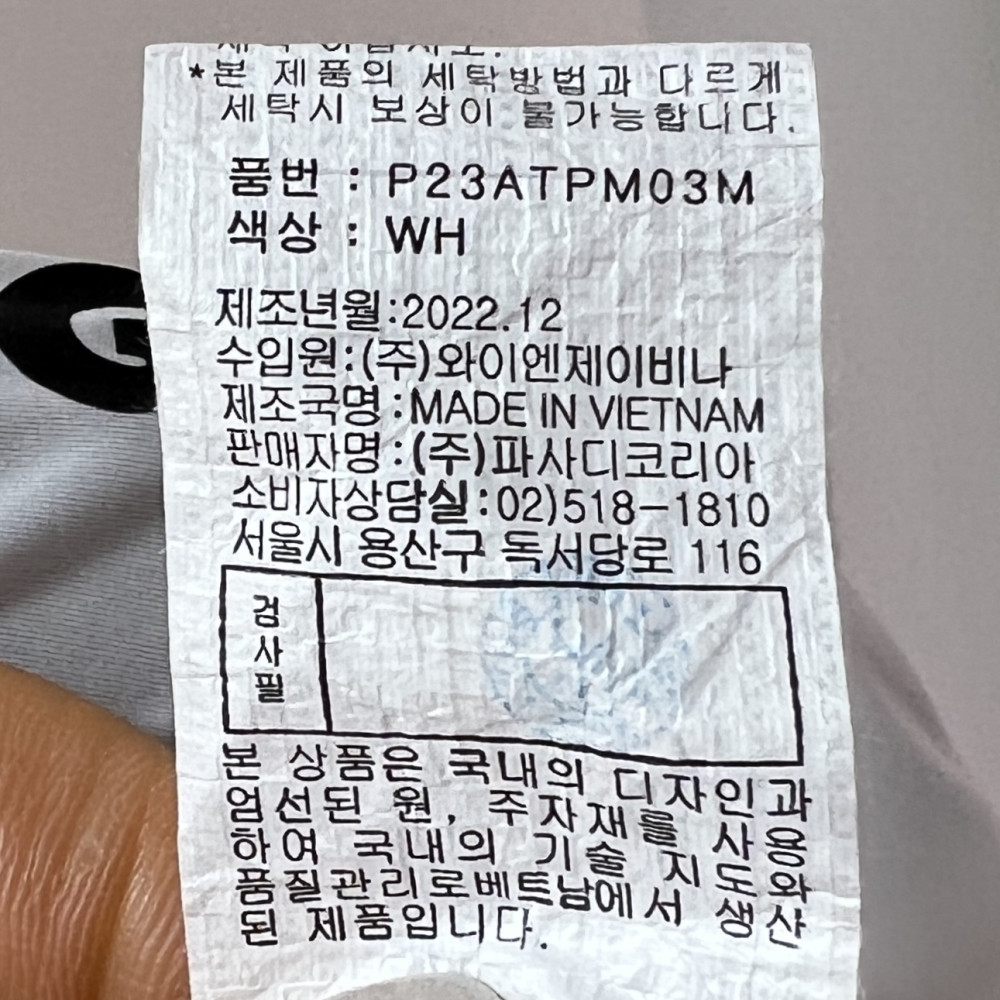 *본 제품의 세탁방법과 다르게
세탁시 보상이 불가능합니다.
품번 : P23ATPM03M
색상 : WH
제조년월:2022.12
수입원:(주)와이엔제이비나
제조국명:MADE IN VIETNAM
판매자명:(주)파사디코리아
소비자상담실:02)518-1810
서울시 용산구 독서당로 116
검사필
본 상품은 국내의 디자인과
엄선된 원, 주자재를 사용
하여 국내의 기술 지도와
품질관리로베트남에서 생산
된 제품입니다.